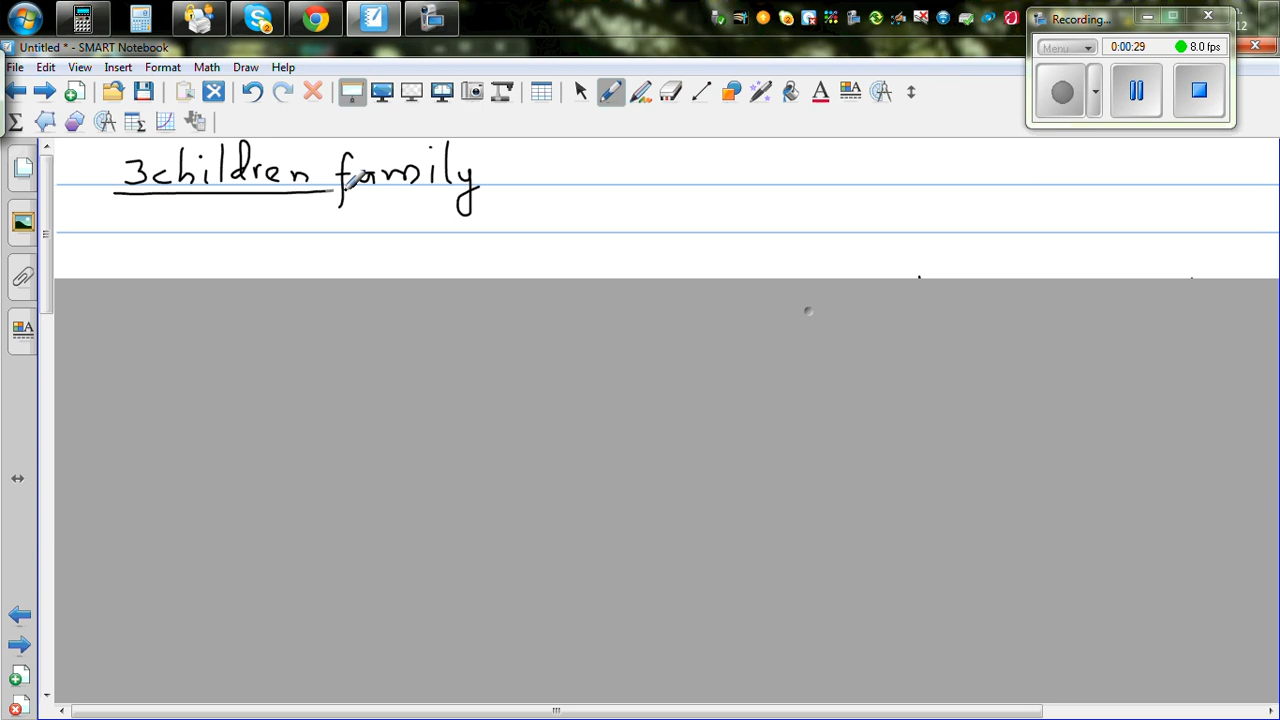 Recording...
12
Untitled * - SMART Notebook
Menu
0:00:29
8.0 fps
File Edit View Insert Format Math Draw Help
3children family